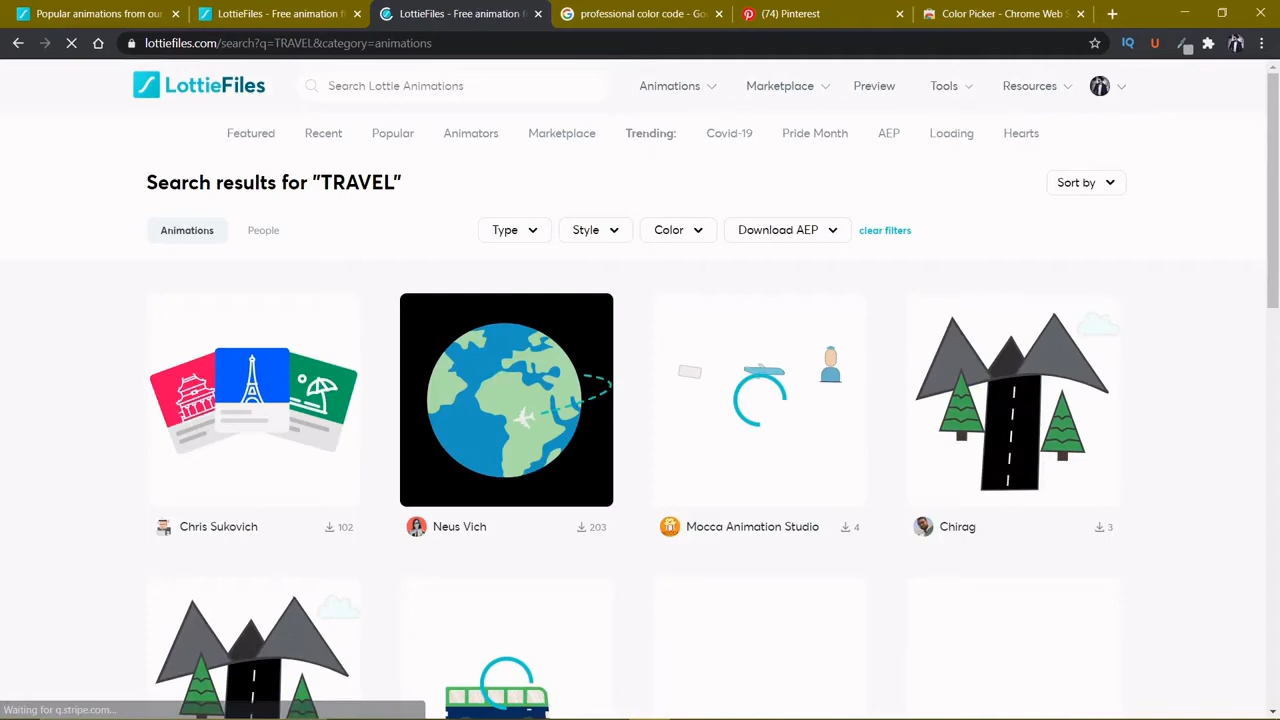 Popular animations from our c
LottieFiles - Free animation f
LottieFiles - Free animation f
professional color code - Goo
(74) Pinterest
Color Picker - Chrome Web S
lottiefiles.com/search?q=TRAVEL&category=animations
IQ
U
LottieFiles
Search Lottie Animations
Animations
Marketplace
Preview
Tools
Resources
Featured
Recent
Popular
Animators
Marketplace
Trending:
Covid-19
Pride Month
AEP
Loading
Hearts
Search results for "TRAVEL"
Sort by
Animations
People
Type
Style
Color
Download AEP
clear filters
Chris Sukovich
102
Neus Vich
203
Mocca Animation Studio
4
Chirag
3
Waiting for q.stripe.com...